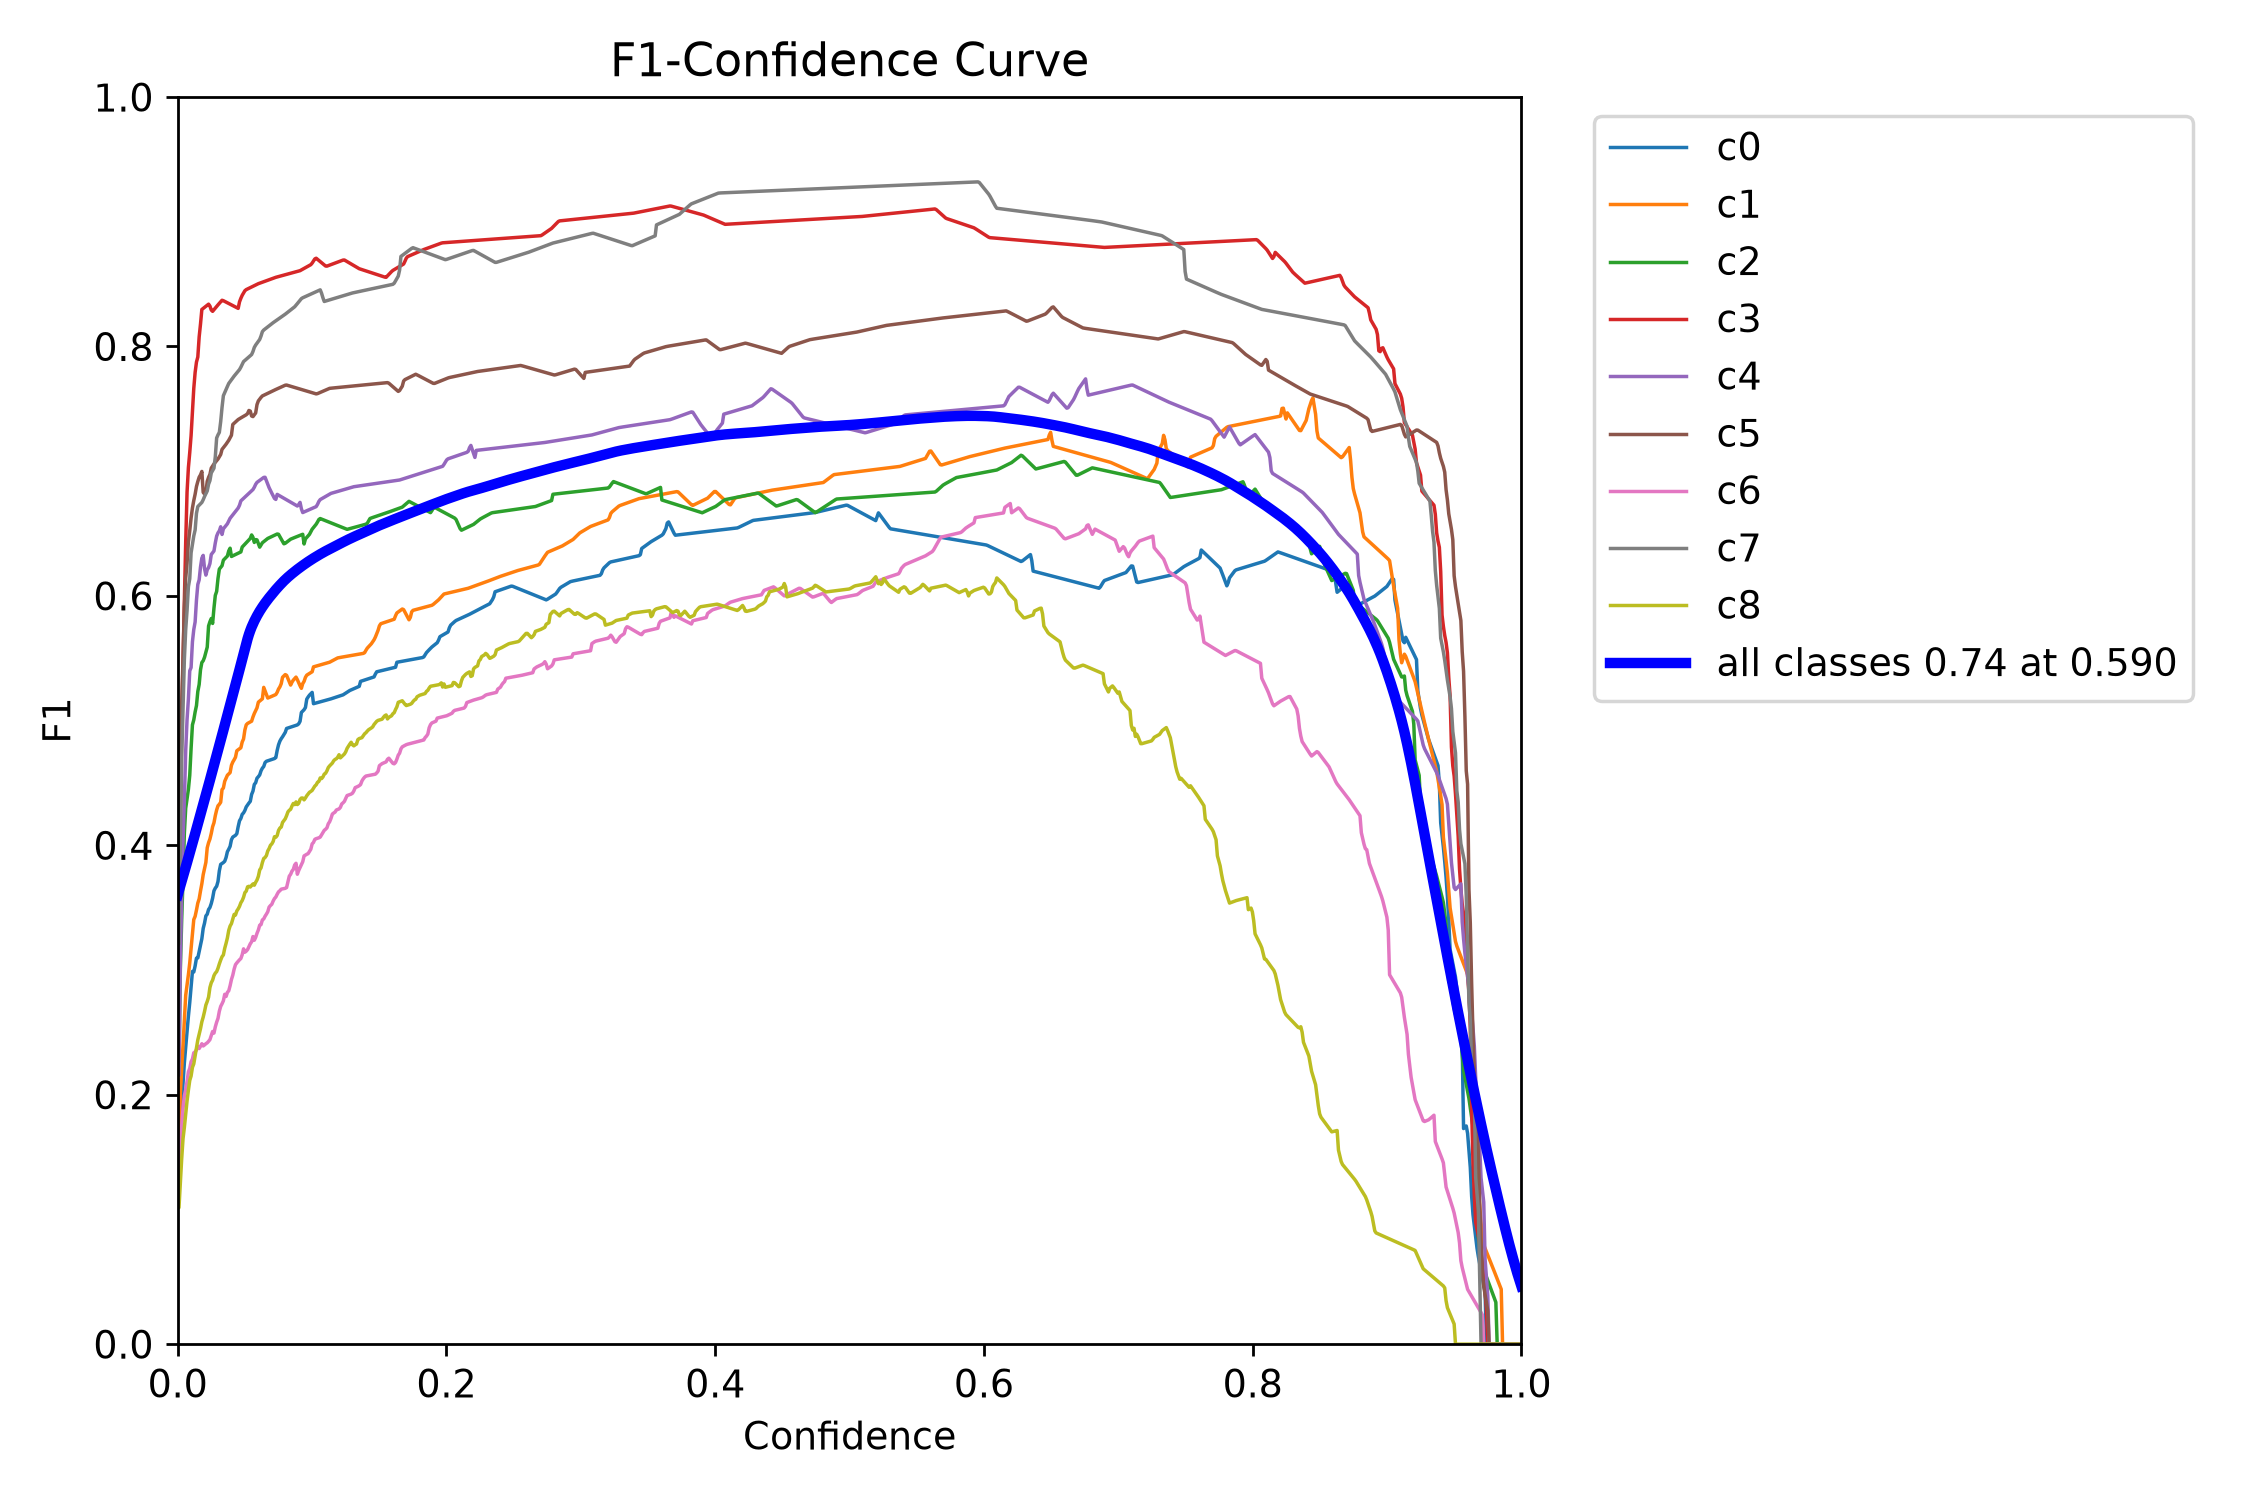 F1-Confidence Curve
F1
1.0
0.8
0.6
0.4
0.2
0.0
0.0 0.2 0.4 0.6 0.8 1.0
Confidence
c0
c1
c2
c3
c4
c5
c6
c7
c8
all classes 0.74 at 0.590